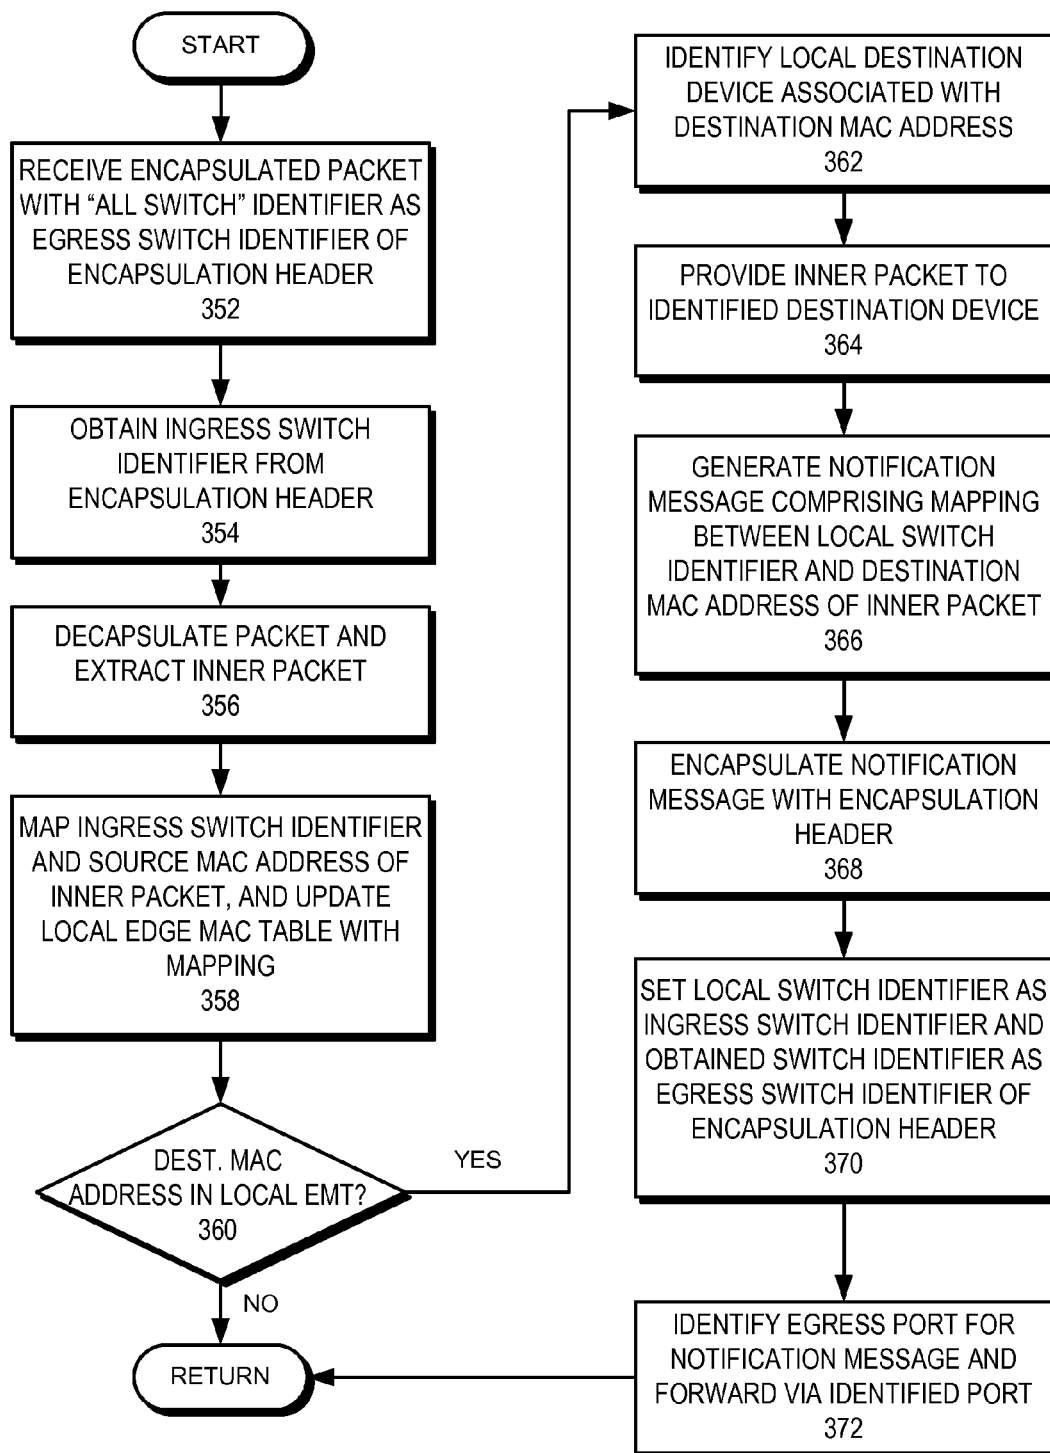 START
RECEIVE ENCAPSULATED PACKET
WITH “ALL SWITCH” IDENTIFIER AS
EGRESS SWITCH IDENTIFIER OF
ENCAPSULATION HEADER
352
OBTAIN INGRESS SWITCH
IDENTIFIER FROM
ENCAPSULATION HEADER
354
DECAPSULATE PACKET AND
EXTRACT INNER PACKET
356
MAP INGRESS SWITCH IDENTIFIER
AND SOURCE MAC ADDRESS OF
INNER PACKET, AND UPDATE
LOCAL EDGE MAC TABLE WITH
MAPPING
358
DEST. MAC
ADDRESS IN LOCAL EMT?
360
YES
NO
RETURN
IDENTIFY LOCAL DESTINATION
DEVICE ASSOCIATED WITH
DESTINATION MAC ADDRESS
362
PROVIDE INNER PACKET TO
IDENTIFIED DESTINATION DEVICE
364
GENERATE NOTIFICATION
MESSAGE COMPRISING MAPPING
BETWEEN LOCAL SWITCH
IDENTIFIER AND DESTINATION
MAC ADDRESS OF INNER PACKET
366
ENCAPSULATE NOTIFICATION
MESSAGE WITH ENCAPSULATION
HEADER
368
SET LOCAL SWITCH IDENTIFIER AS
INGRESS SWITCH IDENTIFIER AND
OBTAINED SWITCH IDENTIFIER AS
EGRESS SWITCH IDENTIFIER OF
ENCAPSULATION HEADER
370
IDENTIFY EGRESS PORT FOR
NOTIFICATION MESSAGE AND
FORWARD VIA IDENTIFIED PORT
372